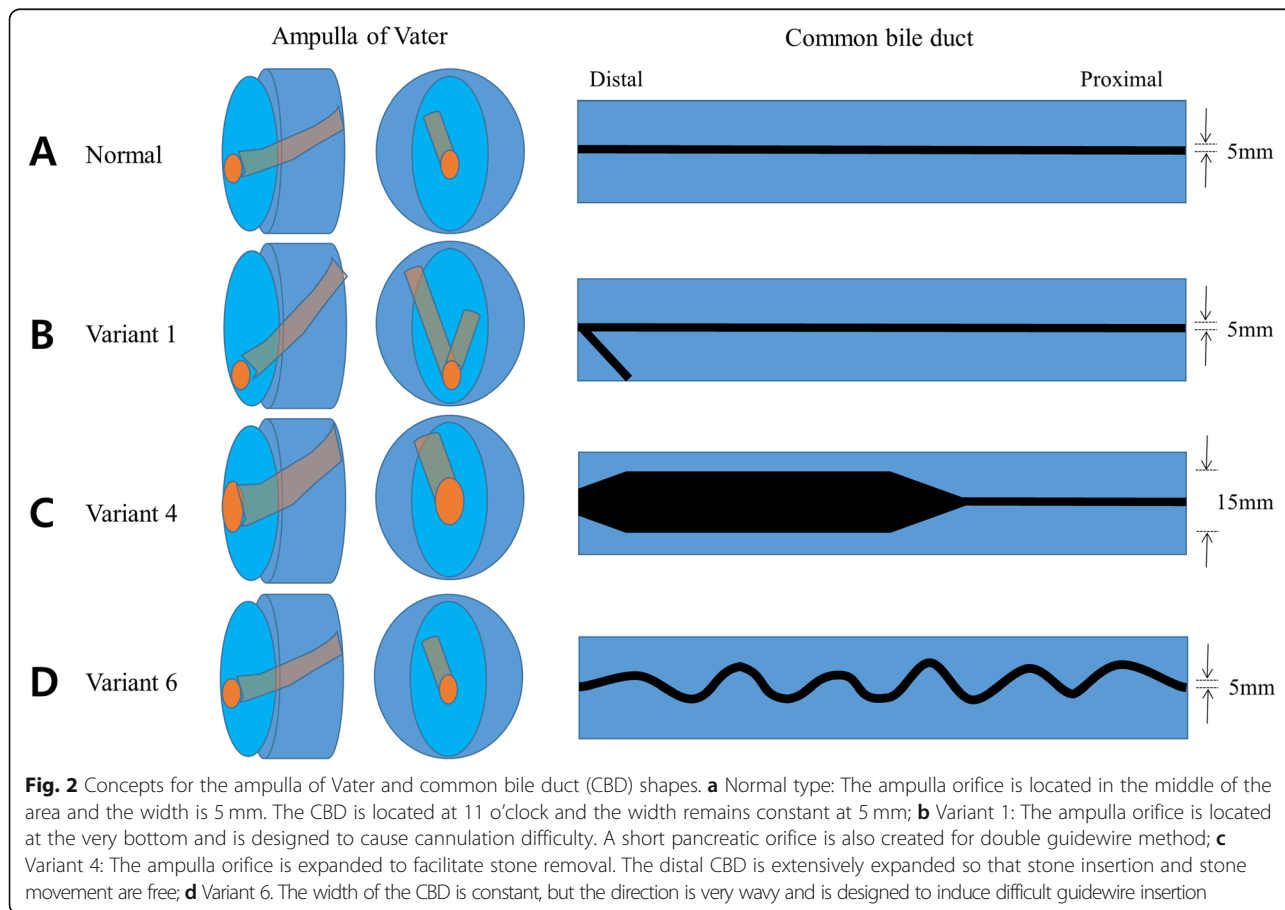 Ampulla of Vater Common bile duct
Distal Proximal
A Normal 5mm
B Variant 1 5mm
C Variant 4 15mm
D Variant 6 5mm
Fig. 2 Concepts for the ampulla of Vater and common bile duct (CBD) shapes. a Normal type: The ampulla orifice is located in the middle of the
area and the width is 5 mm. The CBD is located at 11 o’clock and the width remains constant at 5 mm; b Variant 1: The ampulla orifice is located
at the very bottom and is designed to cause cannulation difficulty. A short pancreatic orifice is also created for double guidewire method; c
Variant 4: The ampulla orifice is expanded to facilitate stone removal. The distal CBD is extensively expanded so that stone insertion and stone
movement are free; d Variant 6. The width of the CBD is constant, but the direction is very wavy and is designed to induce difficult guidewire insertion